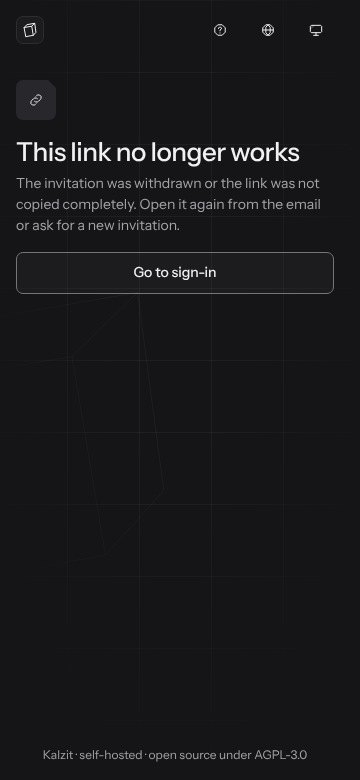 This link no longer works
The invitation was withdrawn or the link was not
copied completely. Open it again from the email
or ask for a new invitation.
Go to sign-in
Kalzit · self-hosted · open source under AGPL-3.0